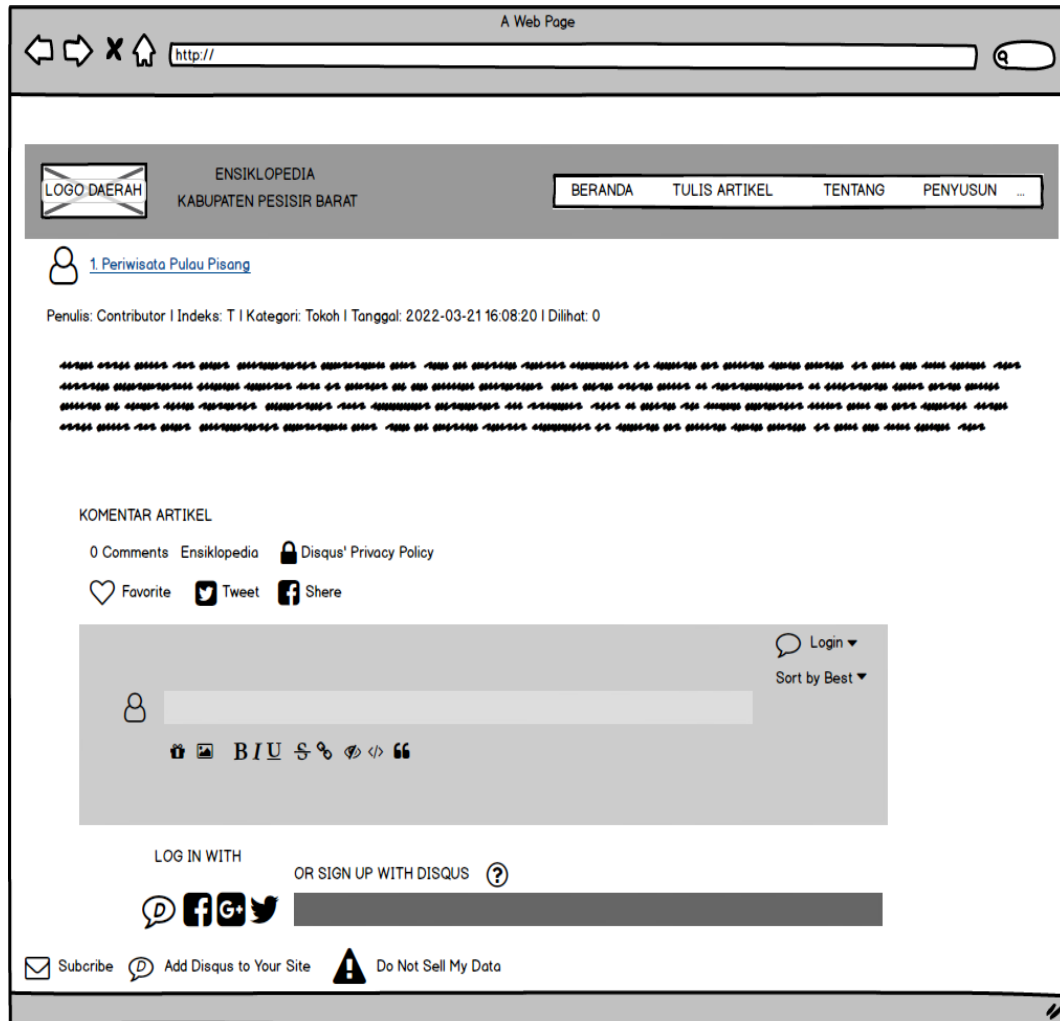 A Web Page
http://
LOGO DAERAH
ENSIKLOPEDIA
KABUPATEN PESISIR BARAT
BERANDA TULIS ARTIKEL TENTANG PENYUSUN ...
1. Periwisata Pulau Pisang
Penulis: Contributor I Indeks: T I Kategori: Tokoh I Tanggal: 2022-03-21 16:08:20 I Dilihat: 0
KOMENTAR ARTIKEL
0 Comments Ensiklopedia Disqus' Privacy Policy
Favorite Tweet Shere
Login
Sort by Best
B I U S </>
LOG IN WITH
OR SIGN UP WITH DISQUS ?
D f G+
Subcribe D Add Disqus to Your Site Do Not Sell My Data